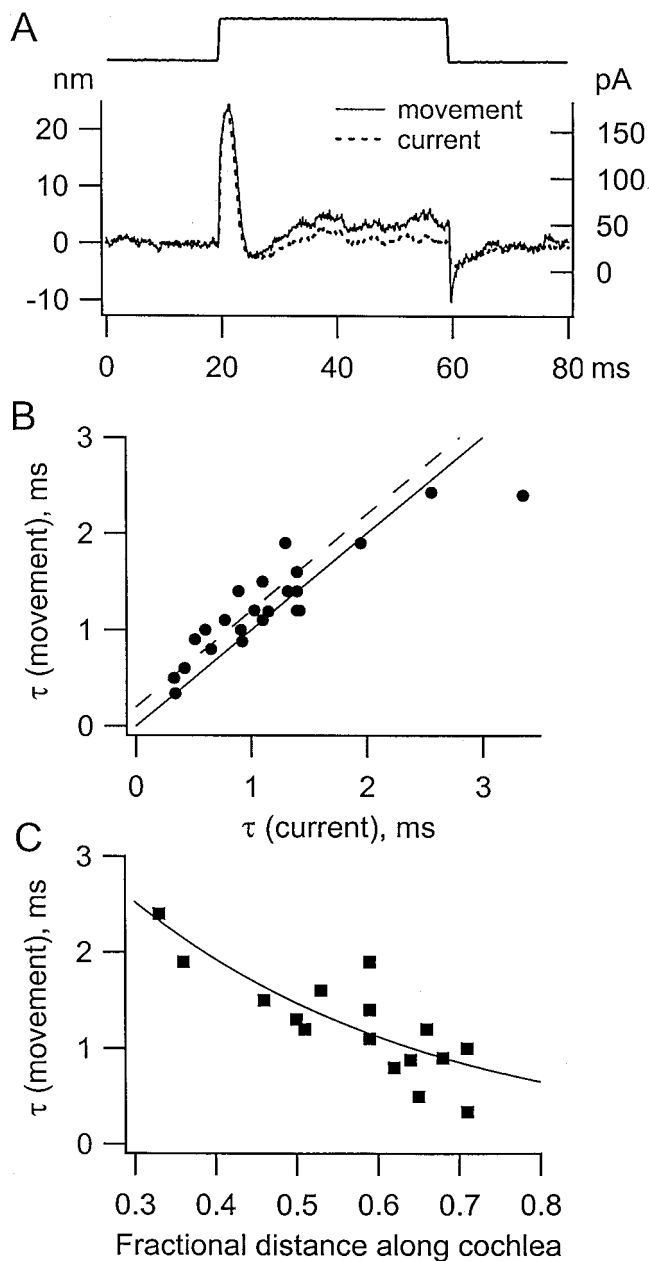 A
nm
pA
movement
current
20
10
0
-10
150
100
50
0
0
20
40
60
80 ms
B
3
2
1
0
τ (movement), ms
0
1
2
3
τ (current), ms
C
3
2
1
0
τ (movement), ms
0.3
0.4
0.5
0.6
0.7
0.8
Fractional distance along cochlea